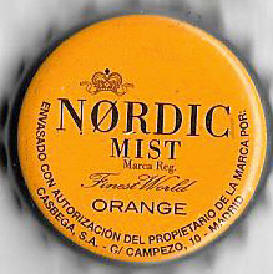 NØRDIC
MIST
Marca Reg.
Finest World
ORANGE
ENVASADO CON AUTORIZACIÓN DEL PROPIETARIO DE LA MARCA POR:
CASBEGA, S.A. - C/ CAMPEZO, 10 - MADRID